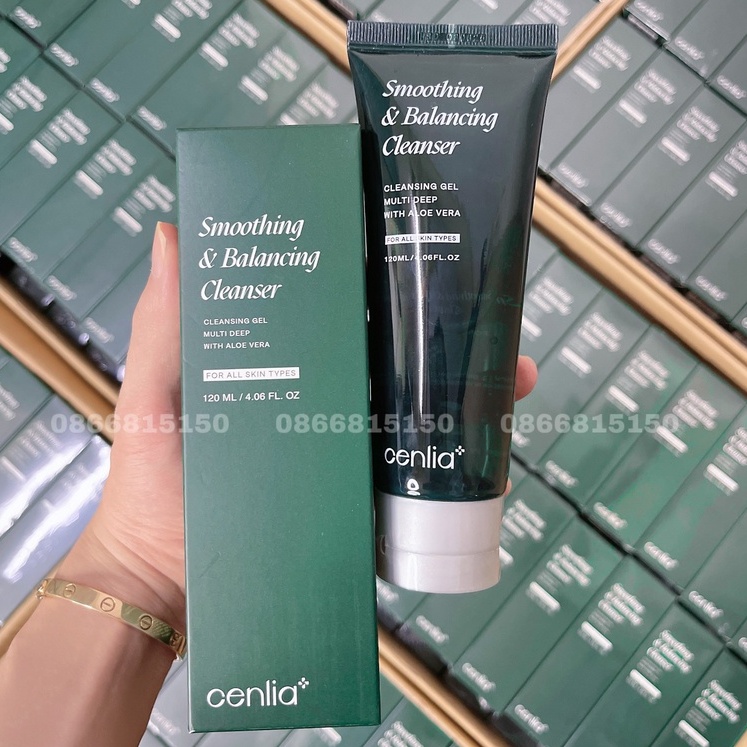 Smoothing
& Balancing
Cleanser
CLEANSING GEL
MULTI DEEP
WITH ALOE VERA
FOR ALL SKIN TYPES
120 ML / 4.06 FL. OZ
cenlia
Smoothing
& Balancing
Cleanser
CLEANSING GEL
MULTI DEEP
WITH ALOE VERA
FOR ALL SKIN TYPES
120ML/4.06FL.OZ
cenlia
0866815150 0866815150 0866815150